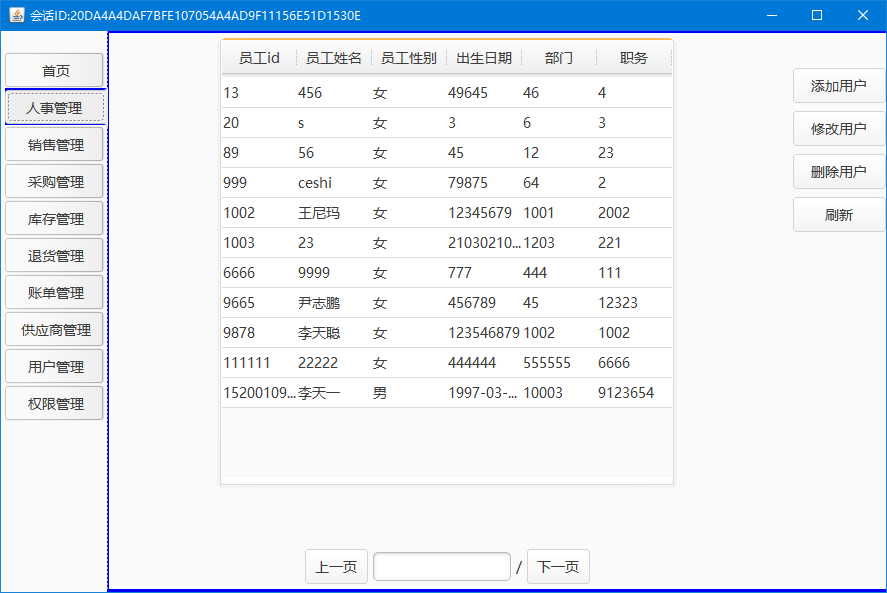 会话ID:20DA4A4DAF7BFE107054A4AD9F11156E51D1530E
首页
人事管理
销售管理
采购管理
库存管理
退货管理
账单管理
供应商管理
用户管理
权限管理
员工id 员工姓名 员工性别 出生日期 部门 职务
13 456 女 49645 46 4
20 s 女 3 6 3
89 56 女 45 12 23
999 ceshi 女 79875 64 2
1002 王尼玛 女 12345679 1001 2002
1003 23 女 21030210... 1203 221
6666 9999 女 777 444 111
9665 尹志鹏 女 456789 45 12323
9878 李天聪 女 123546879 1002 1002
111111 22222 女 444444 555555 6666
15200109... 李天一 男 1997-03-... 10003 9123654
添加用户
修改用户
删除用户
刷新
上一页 / 下一页